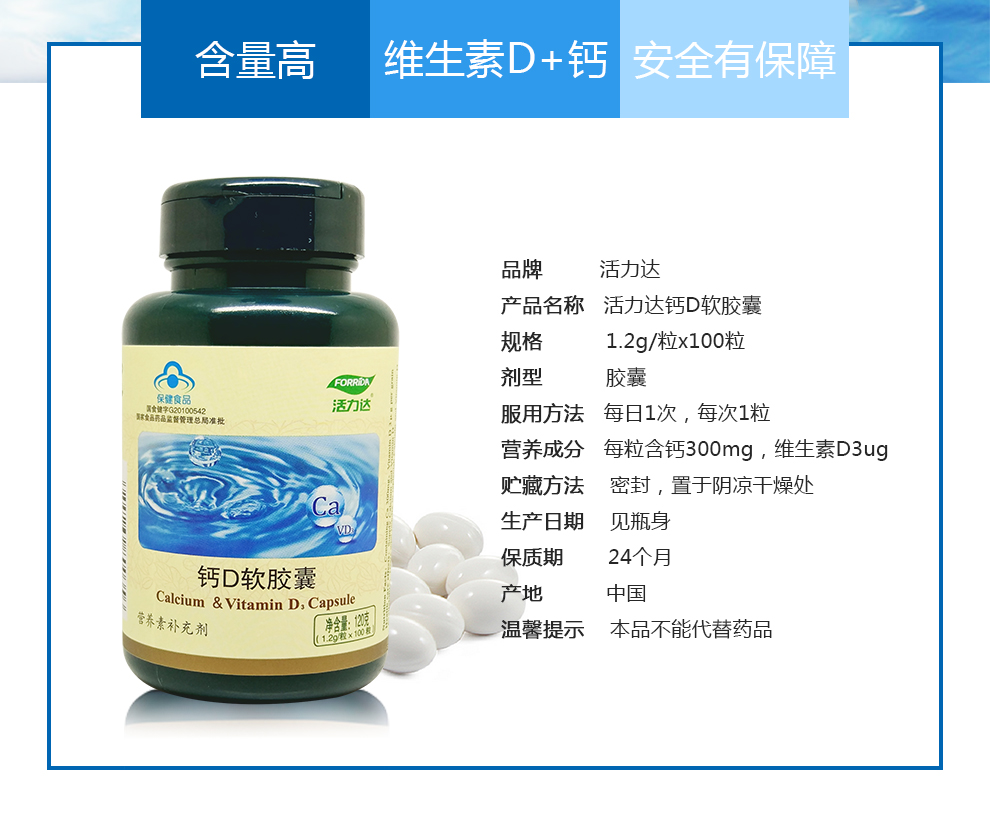 含量高
维生素D+钙
安全有保障
品牌 活力达
产品名称 活力达钙D软胶囊
规格 1.2g/粒x100粒
剂型 胶囊
服用方法 每日1次，每次1粒
营养成分 每粒含钙300mg，维生素D3ug
贮藏方法 密封，置于阴凉干燥处
生产日期 见瓶身
保质期 24个月
产地 中国
温馨提示 本品不能代替药品
保健食品
国食健字G20100542
国家食品药品监督管理总局准批
FORRIDA
活力达
Ca
VD₃
钙D软胶囊
Calcium & Vitamin D₃ Capsule
营养素补充剂
净含量：120克
（1.2g/粒 x 100粒）